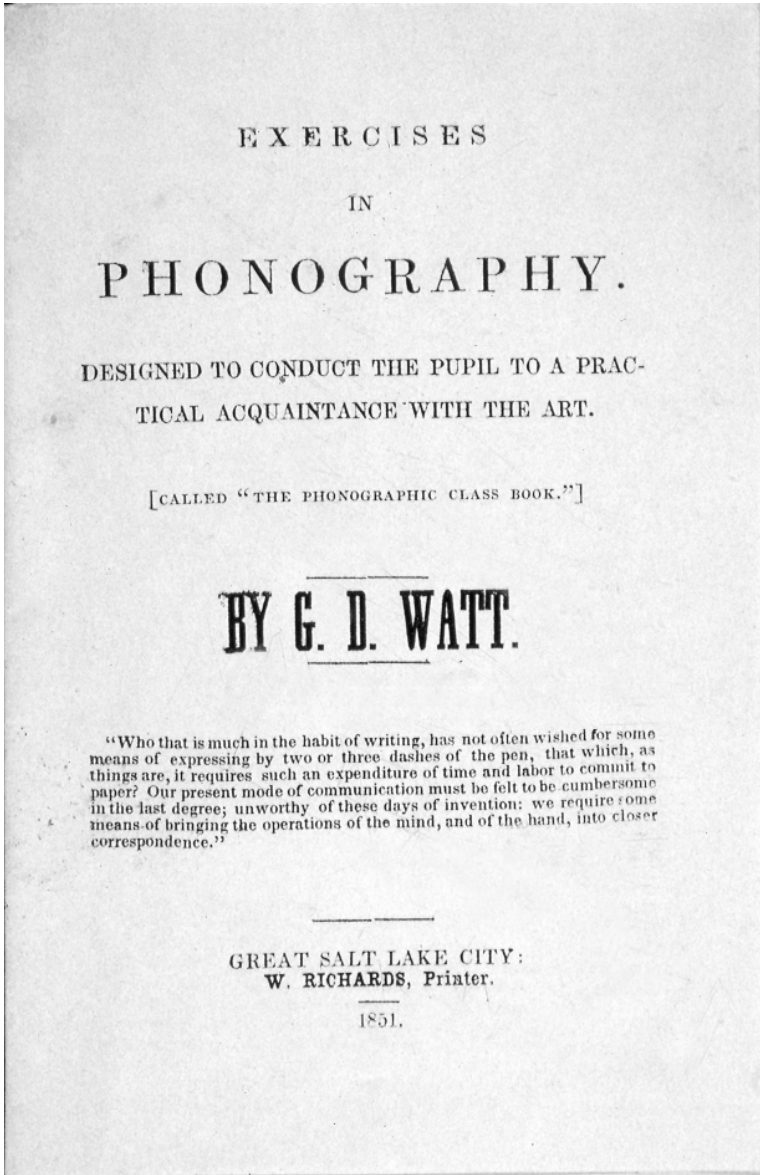 EXERCISES
IN
PHONOGRAPHY.
DESIGNED TO CONDUCT THE PUPIL TO A PRAC-
TICAL ACQUAINTANCE WITH THE ART.
[CALLED “THE PHONOGRAPHIC CLASS BOOK.”]
BY G. D. WATT.
“Who that is much in the habit of writing, has not often wished for some
means of expressing by two or three dashes of the pen, that which, as
things are, it requires such an expenditure of time and labor to commit to
paper? Our present mode of communication must be felt to be cumbersome
in the last degree; unworthy of these days of invention: we require some
means of bringing the operations of the mind, and of the hand, into closer
correspondence.”
GREAT SALT LAKE CITY:
W. RICHARDS, Printer.
1851.